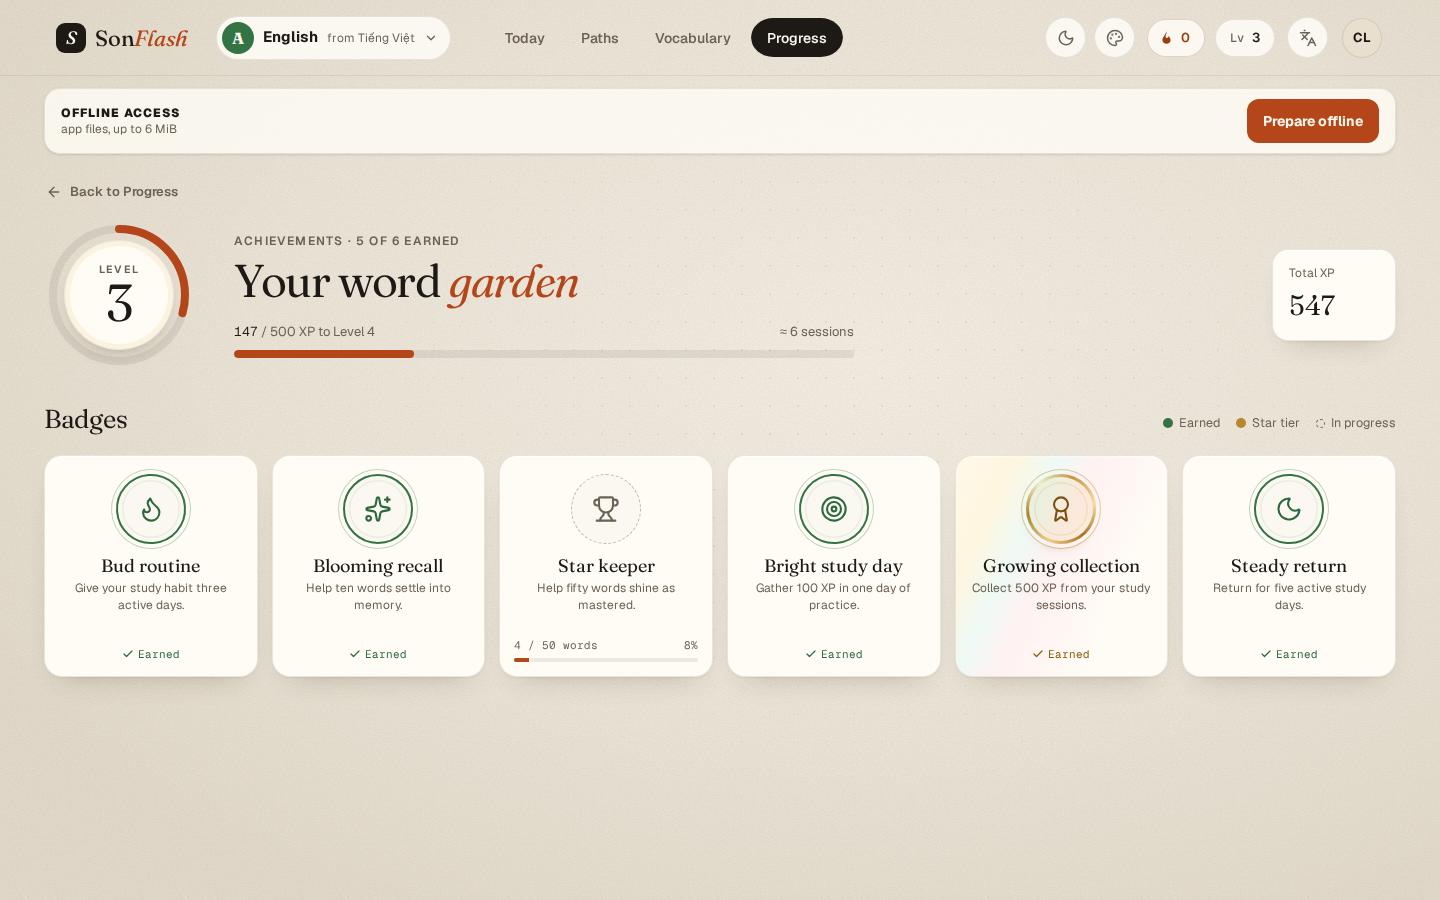 S SonFlash
A English from Tiếng Việt
Today
Paths
Vocabulary
Progress
0
Lv 3
CL
OFFLINE ACCESS
app files, up to 6 MiB
Prepare offline
Back to Progress
LEVEL
3
ACHIEVEMENTS · 5 OF 6 EARNED
Your word garden
147 / 500 XP to Level 4
≈ 6 sessions
Total XP
547
Badges
Earned
Star tier
In progress
Bud routine
Give your study habit three
active days.
Earned
Blooming recall
Help ten words settle into
memory.
Earned
Star keeper
Help fifty words shine as
mastered.
4 / 50 words 8%
Bright study day
Gather 100 XP in one day of
practice.
Earned
Growing collection
Collect 500 XP from your study
sessions.
Earned
Steady return
Return for five active study
days.
Earned